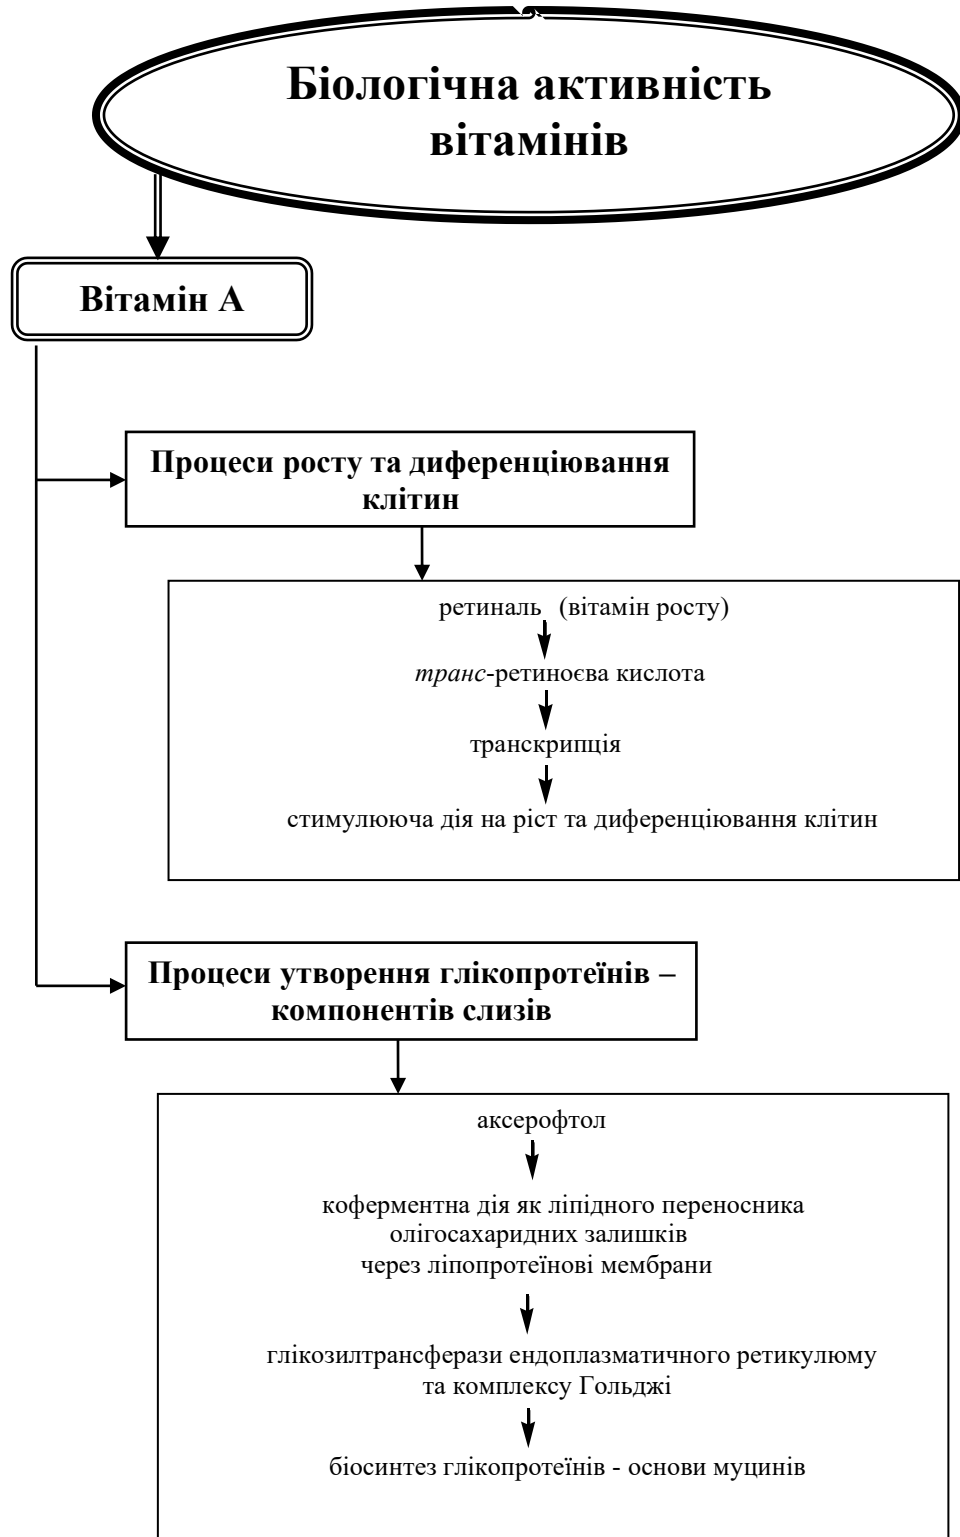 Біологічна активність
вітамінів
Вітамін А
Процеси росту та диференціювання
клітин
ретиналь (вітамін росту)
транс-ретиноєва кислота
транскрипція
стимулююча дія на ріст та диференціювання клітин
Процеси утворення глікопротеїнів –
компонентів слизів
аксерофтол
коферментна дія як ліпідного переносника
олігосахаридних залишків
через ліпопротеїнові мембрани
глікозилтрансферази ендоплазматичного ретикулюму
та комплексу Гольджі
біосинтез глікопротеїнів - основи муцинів